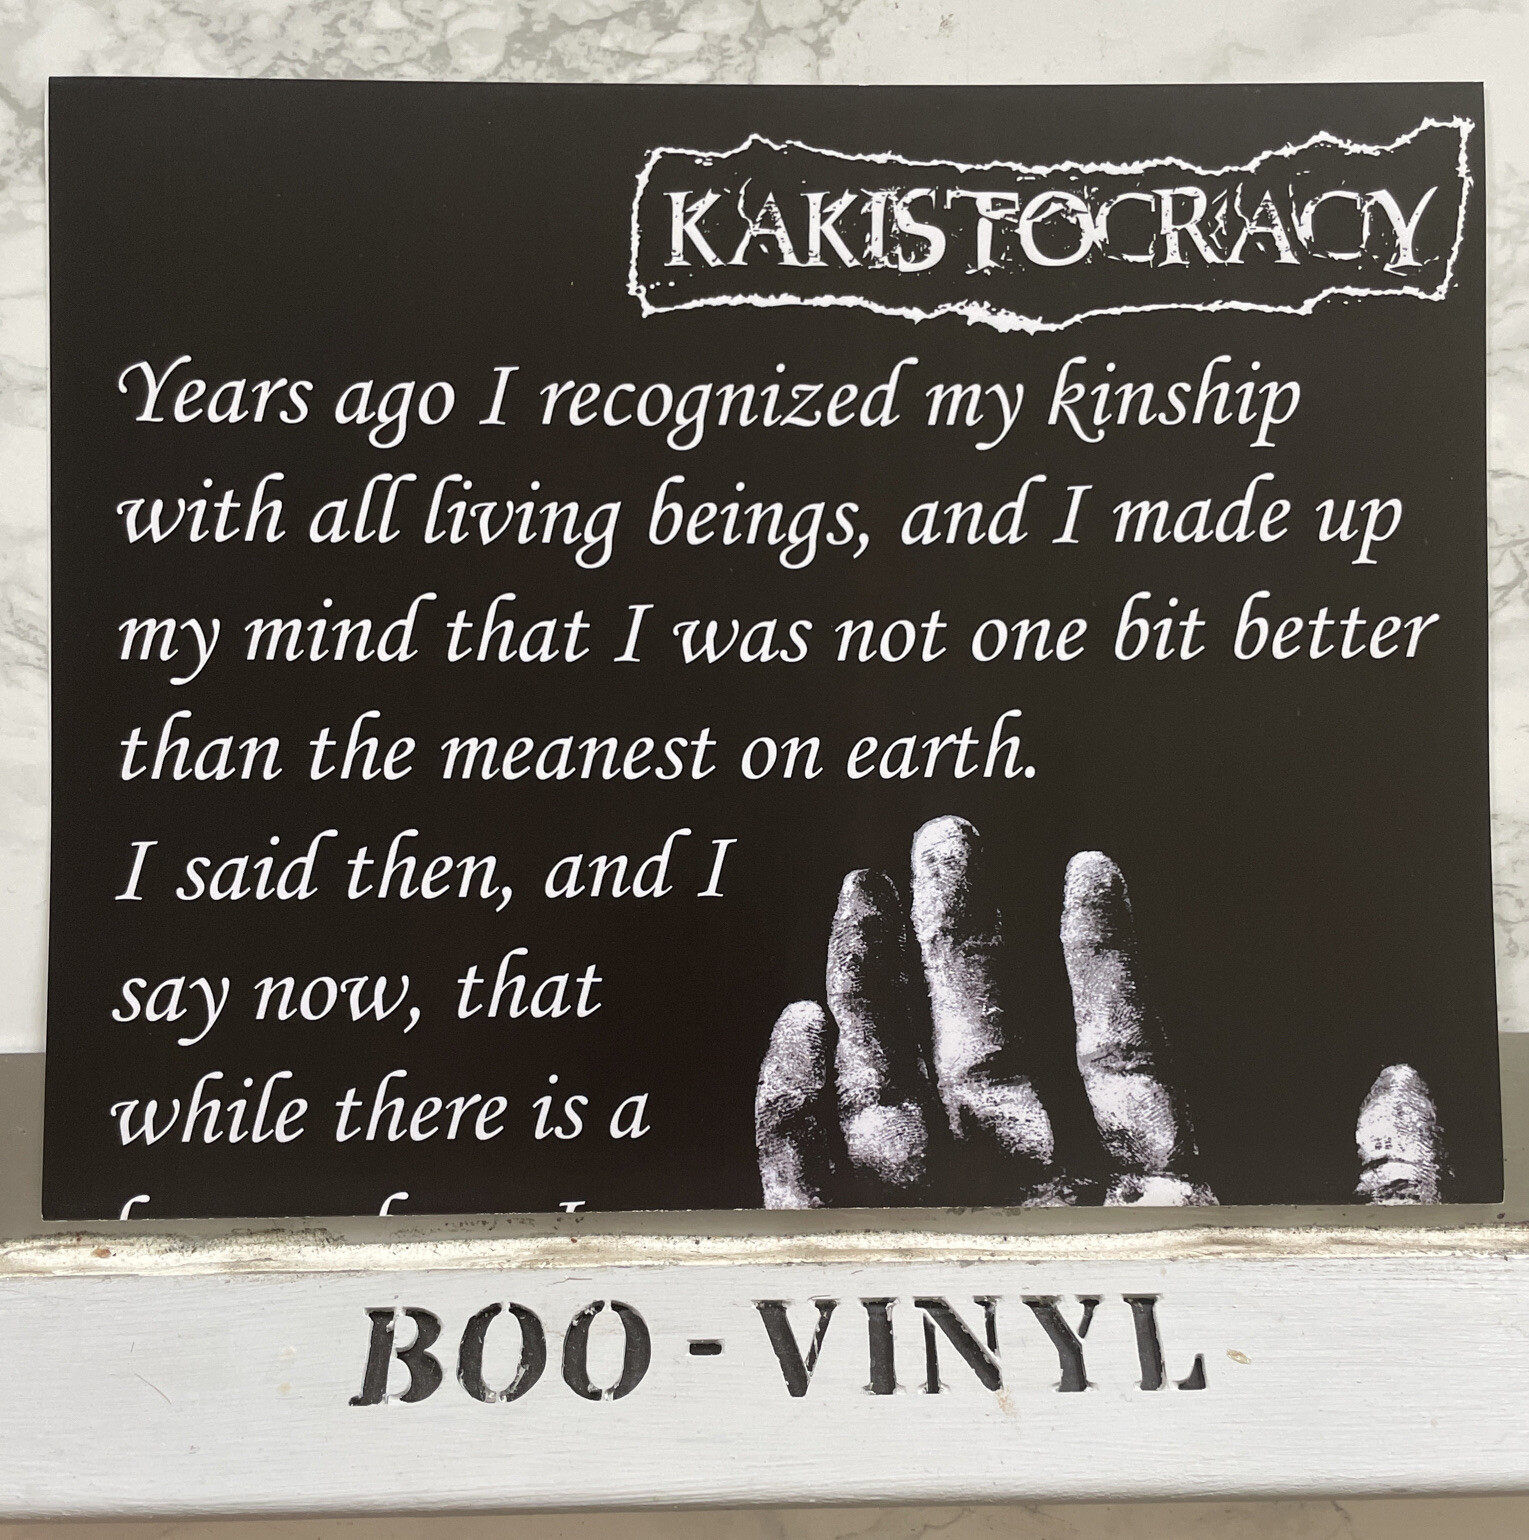 KAKISTOCRACY
Years ago I recognized my kinship
with all living beings, and I made up
my mind that I was not one bit better
than the meanest on earth.
I said then, and I
say now, that
while there is a
BOO-VINYL